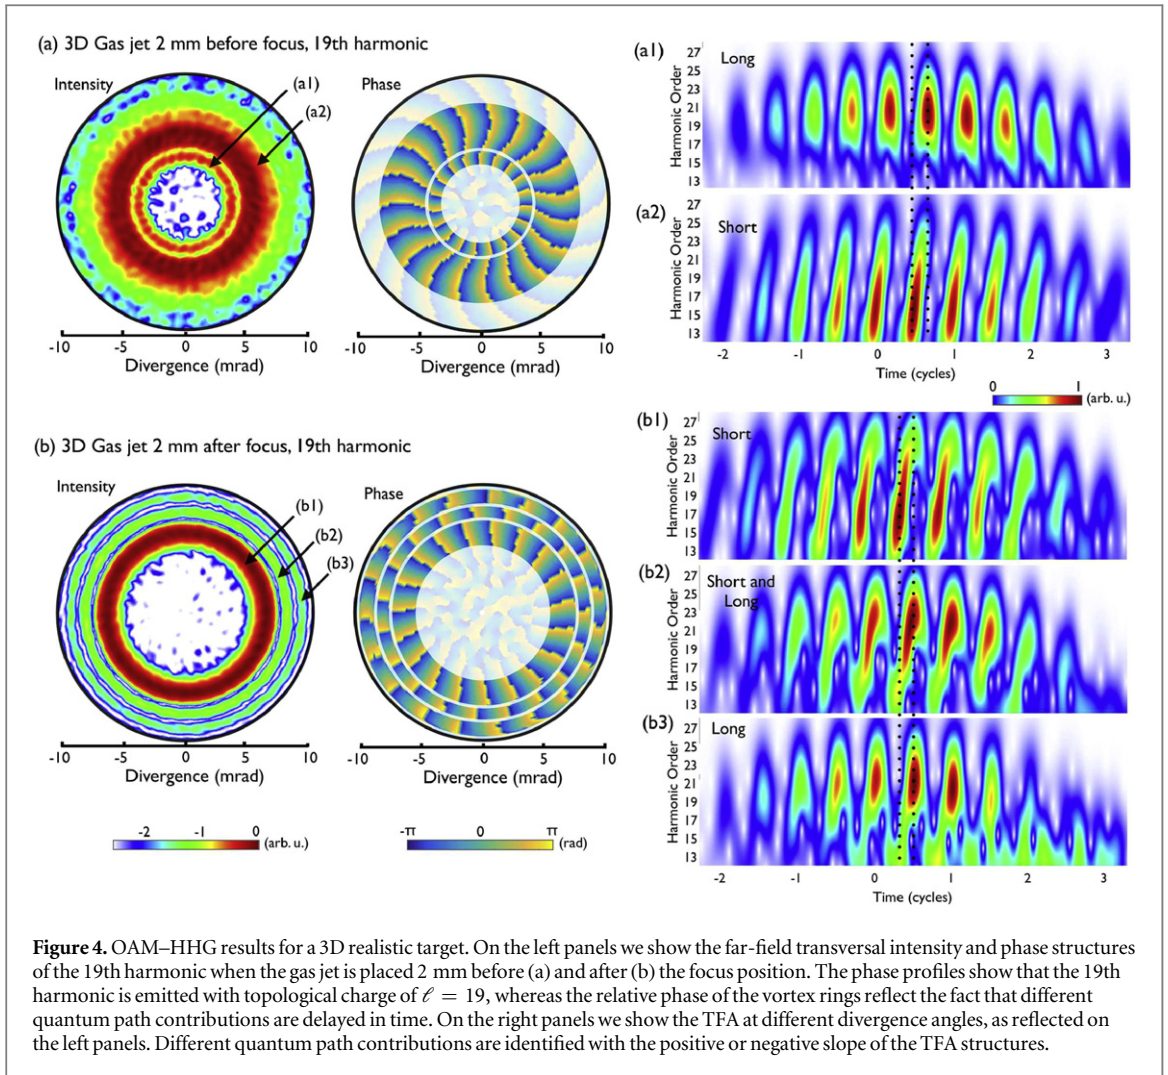 (a) 3D Gas jet 2 mm before focus, 19th harmonic
Intensity
(a1)
(a2)
Phase
-10 -5 0 5 10
Divergence (mrad)
-10 -5 0 5 10
Divergence (mrad)
(a1)
Long
Harmonic Order
27
25
23
21
19
17
15
13
(a2)
Short
Harmonic Order
27
25
23
21
19
17
15
13
-2 -1 0 1 2 3
Time (cycles)
0 1
(arb. u.)
(b) 3D Gas jet 2 mm after focus, 19th harmonic
Intensity
(b1)
(b2)
(b3)
Phase
-10 -5 0 5 10
Divergence (mrad)
-10 -5 0 5 10
Divergence (mrad)
-2 -1 0
(arb. u.)
-π 0 π
(rad)
(b1)
Short
Harmonic Order
27
25
23
21
19
17
15
13
(b2)
Short and
Long
Harmonic Order
27
25
23
21
19
17
15
13
(b3)
Long
Harmonic Order
27
25
23
21
19
17
15
13
-2 -1 0 1 2 3
Time (cycles)
Figure 4. OAM–HHG results for a 3D realistic target. On the left panels we show the far-field transversal intensity and phase structures
of the 19th harmonic when the gas jet is placed 2 mm before (a) and after (b) the focus position. The phase profiles show that the 19th
harmonic is emitted with topological charge of ℓ = 19, whereas the relative phase of the vortex rings reflect the fact that different
quantum path contributions are delayed in time. On the right panels we show the TFA at different divergence angles, as reflected on
the left panels. Different quantum path contributions are identified with the positive or negative slope of the TFA structures.